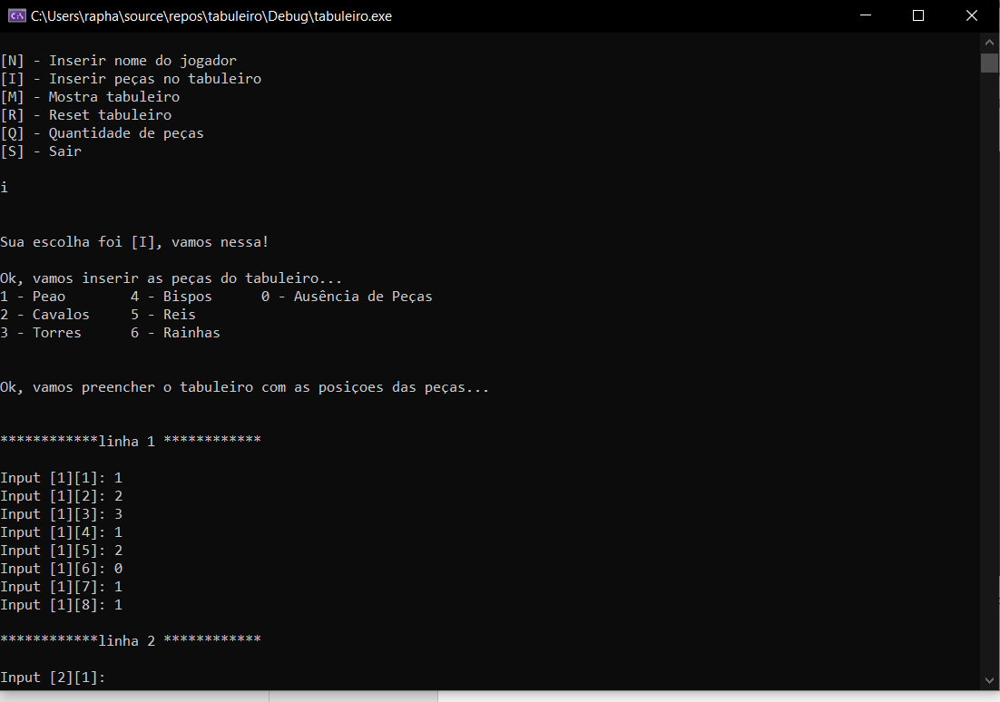 C:\Users\rapha\source\repos\tabuleiro\Debug\tabuleiro.exe
[N] - Inserir nome do jogador
[I] - Inserir peças no tabuleiro
[M] - Mostra tabuleiro
[R] - Reset tabuleiro
[Q] - Quantidade de peças
[S] - Sair
i
Sua escolha foi [I], vamos nessa!
Ok, vamos inserir as peças do tabuleiro...
1 - Peao        4 - Bispos      0 - Ausência de Peças
2 - Cavalos     5 - Reis
3 - Torres      6 - Rainhas
Ok, vamos preencher o tabuleiro com as posiçoes das peças...
************linha 1 ************
Input [1][1]: 1
Input [1][2]: 2
Input [1][3]: 3
Input [1][4]: 1
Input [1][5]: 2
Input [1][6]: 0
Input [1][7]: 1
Input [1][8]: 1
************linha 2 ************
Input [2][1]: